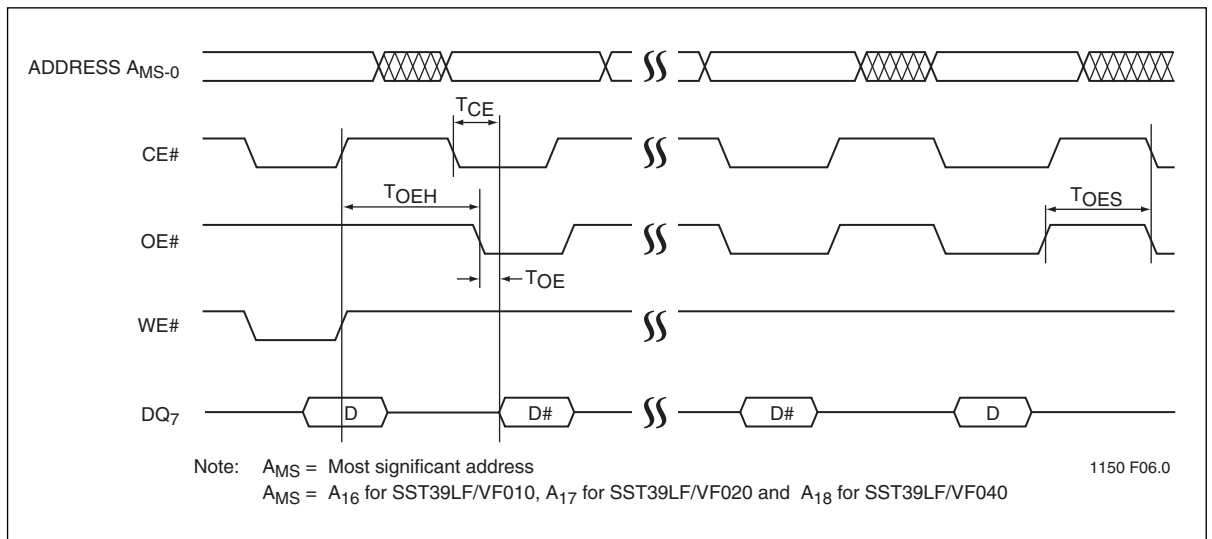 ADDRESS AMS-0
TCE
CE#
TOEH
TOES
OE#
TOE
WE#
DQ7
D
D#
D#
D
Note: AMS = Most significant address
1150 F06.0
AMS = A16 for SST39LF/VF010, A17 for SST39LF/VF020 and A18 for SST39LF/VF040